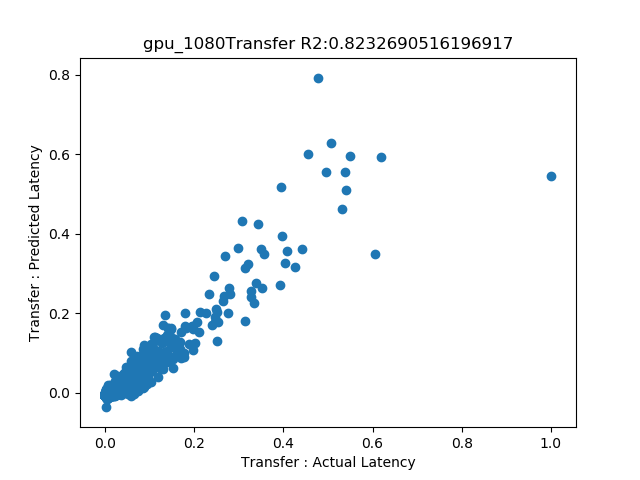 gpu_1080Transfer R2:0.8232690516196917
0.8
0.6
0.4
0.2
0.0
Transfer : Predicted Latency
0.0 0.2 0.4 0.6 0.8 1.0
Transfer : Actual Latency